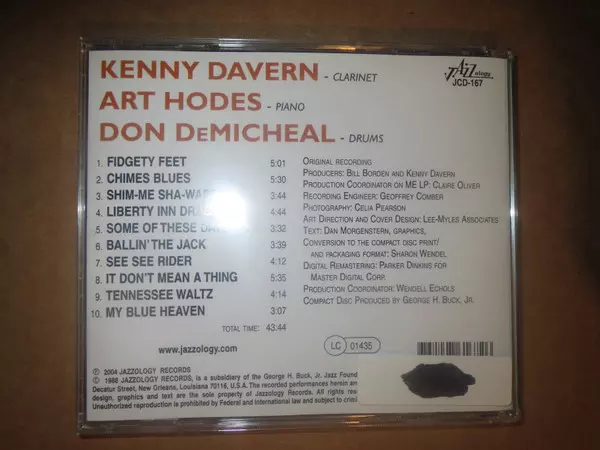 KENNY DAVERN - CLARINET
ART HODES - PIANO
DON DeMICHEAL - DRUMS
JAZZology
JCD-167
1. FIDGETY FEET 5:01
2. CHIMES BLUES 5:30
3. SHIM-ME SHA-WA 3:44
4. LIBERTY INN 4:44
5. SOME OF THESE DA 3:32
6. BALLIN' THE JACK 3:39
7. SEE SEE RIDER 4:12
8. IT DON'T MEAN A THING 5:35
9. TENNESSEE WALTZ 4:14
10. MY BLUE HEAVEN 3:07
TOTAL TIME: 43:44
ORIGINAL RECORDING
PRODUCERS: BILL BORDEN AND KENNY DAVERN
PRODUCTION COORDINATOR ON ME LP: CLAIRE OLIVER
RECORDING ENGINEER: GEOFFREY COMBER
PHOTOGRAPHY: CELIA PEARSON
ART DIRECTION AND COVER DESIGN: LEE-MYLES ASSOCIATES
TEXT: DAN MORGENSTERN, GRAPHICS,
CONVERSION TO THE COMPACT DISC PRINT/
AND PACKAGING FORMAT: SHARON WENDEL
DIGITAL REMASTERING: PARKER DINKINS FOR
MASTER DIGITAL CORP.
PRODUCTION COORDINATOR: WENDELL ECHOLS
COMPACT DISC PRODUCED BY GEORGE H. BUCK, JR.
www.jazzology.com
LC 01435
℗ 2004 JAZZOLOGY RECORDS
© 1988 JAZZOLOGY RECORDS, is a subsidiary of the George H. Buck, Jr. Jazz Found
Decatur Street, New Orleans, Louisiana 70116, U.S.A. The recorded performances herein an
design, graphics and text are the sole property of Jazzology Records. All rights res
Unauthorized reproduction is prohibited by Federal and International law and subject to crimi